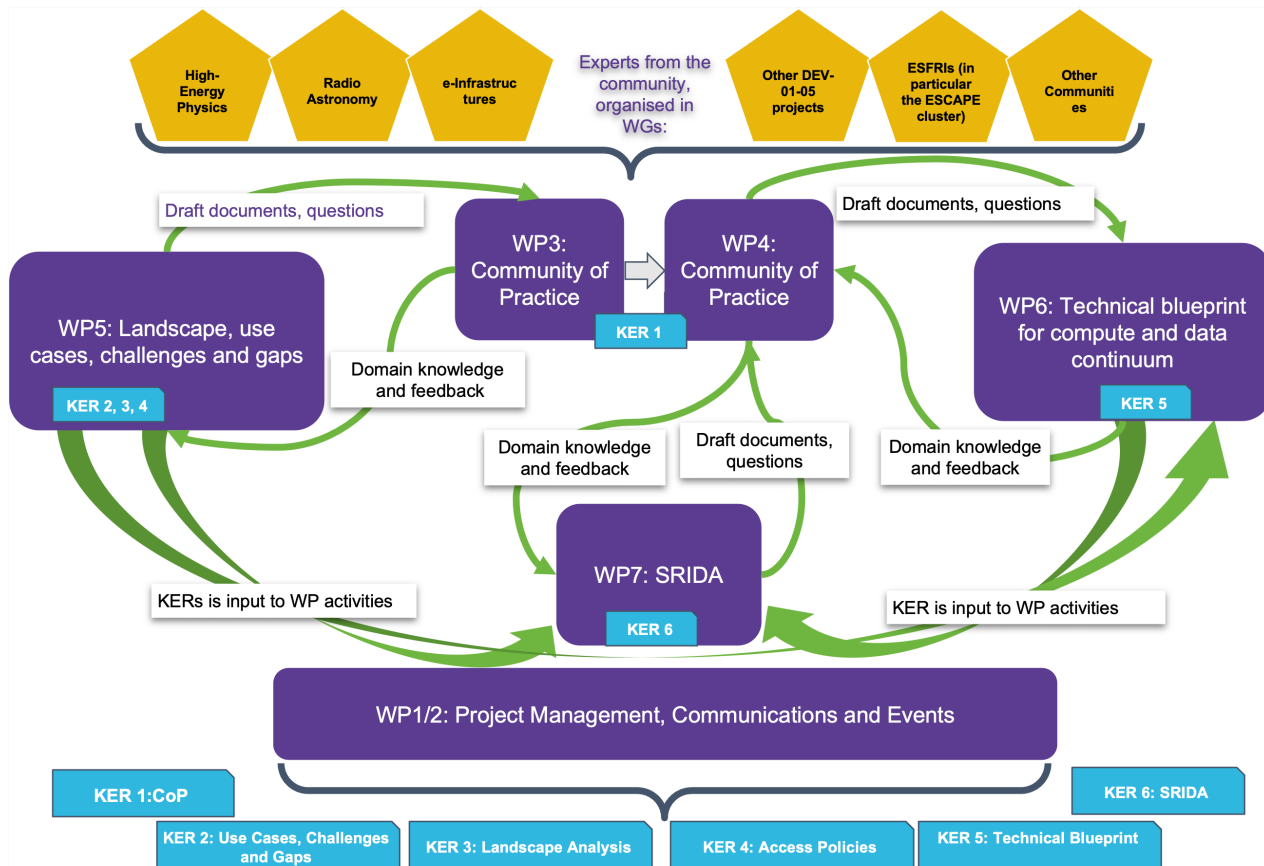 High-
Energy
Physics
Radio
Astronomy
e-Infrastruc
tures
Experts from the
community,
organised in
WGs:
Other DEV-
01-05
projects
ESFRIs (in
particular
the ESCAPE
cluster)
Other
Communiti
es
Draft documents, questions
WP3:
Community of
Practice
WP4:
Community of
Practice
KER 1
Draft documents, questions
WP5: Landscape, use
cases, challenges and gaps
KER 2, 3, 4
WP6: Technical blueprint
for compute and data
continuum
KER 5
Domain knowledge
and feedback
Domain knowledge
and feedback
Draft documents,
questions
Domain knowledge
and feedback
WP7: SRIDA
KER 6
KERs is input to WP activities
KER is input to WP activities
WP1/2: Project Management, Communications and Events
KER 1:CoP
KER 6: SRIDA
KER 2: Use Cases, Challenges
and Gaps
KER 3: Landscape Analysis
KER 4: Access Policies
KER 5: Technical Blueprint